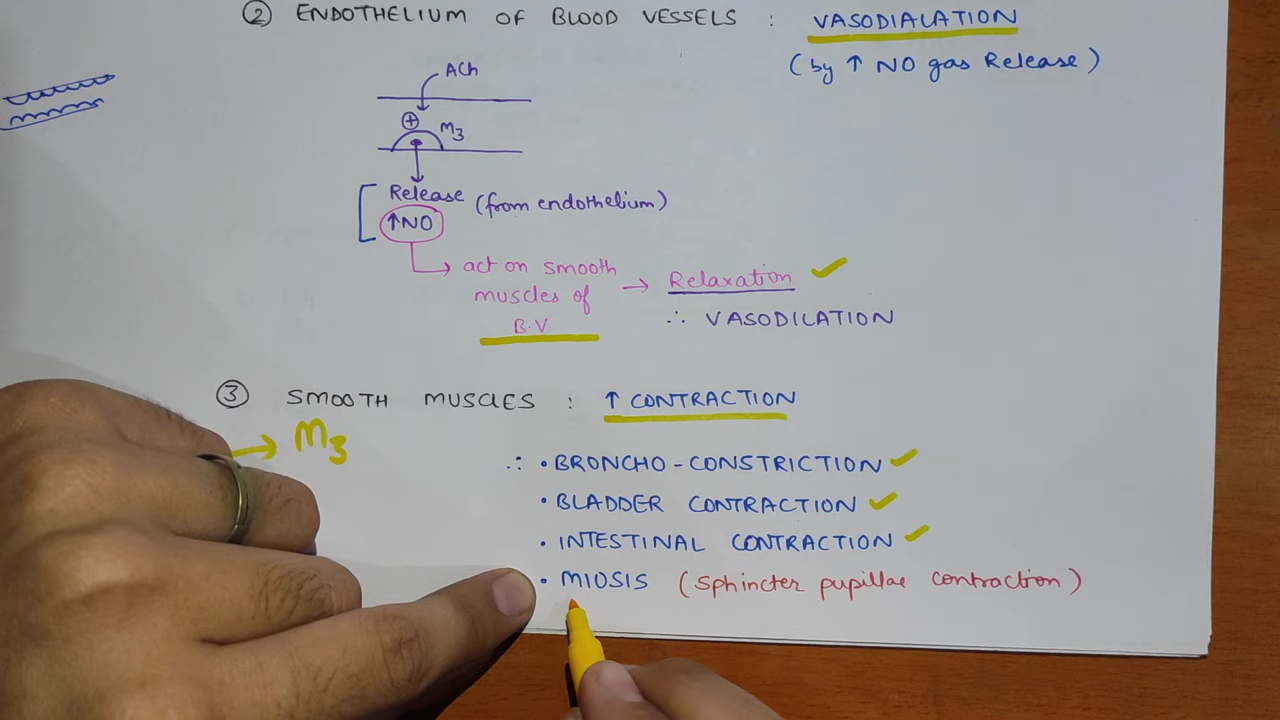 ② ENDOTHELIUM OF BLOOD VESSELS : VASODIALATION
(by ↑ NO gas Release)
ACh
⊕ M3
Release (from endothelium)
↑NO
→ act on smooth muscles of B.V → Relaxation
∴ VASODILATION
③ SMOOTH MUSCLES : ↑ CONTRACTION
→ M3
∴ • BRONCHO-CONSTRICTION
• BLADDER CONTRACTION
• INTESTINAL CONTRACTION
• MIOSIS (Sphincter pupillae contraction)